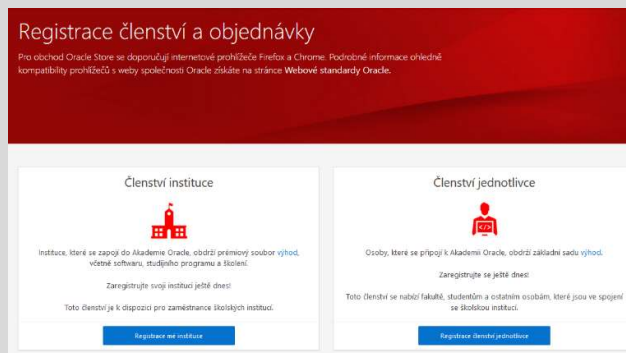 Registrace členství a objednávky
Pro obchod Oracle Store se doporučují internetové prohlížeče Firefox a Chrome. Podrobné informace ohledně
kompatibility prohlížečů s weby společnosti Oracle získáte na stránce Webové standardy Oracle.
Členství instituce
Instituce, které se zapojí do Akademie Oracle, obdrží prémiový soubor výhod,
včetně softwaru, studijního programu a školení.
Zaregistrujte svoji instituci ještě dnes!
Toto členství je k dispozici pro zaměstnance školských institucí.
Registrace mé instituce
Členství jednotlivce
Osoby, které se připojí k Akademii Oracle, obdrží základní sadu výhod.
Zaregistrujte se ještě dnes!
Toto členství se nabízí fakultě, studentům a ostatním osobám, které jsou ve spojení
se školskou institucí.
Registrace členství jednotlivce